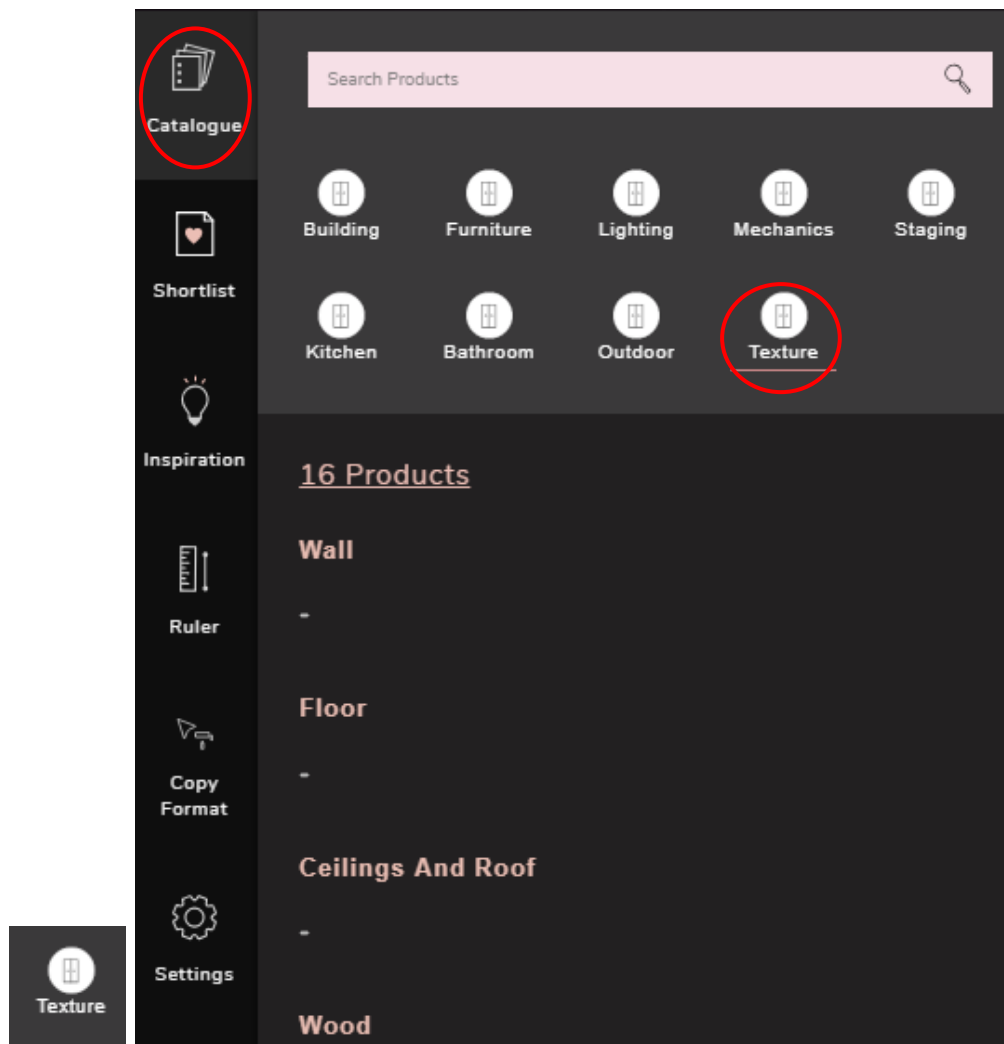 Catalogue
Shortlist
Inspiration
Ruler
Copy
Format
Settings
Search Products
Building Furniture Lighting Mechanics Staging
Kitchen Bathroom Outdoor Texture
16 Products
Wall
-
Floor
-
Ceilings And Roof
-
Wood
Texture